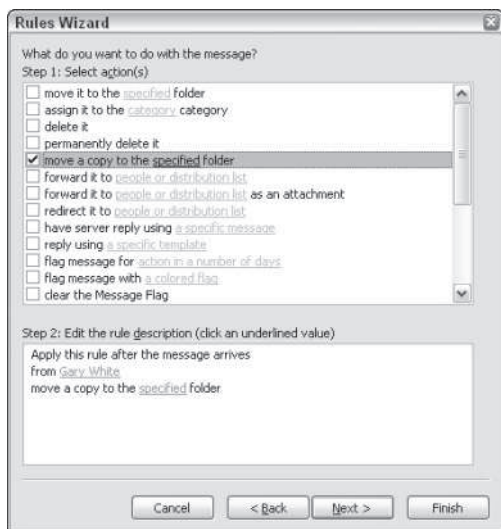 Rules Wizard
What do you want to do with the message?
Step 1: Select action(s)
move it to the specified folder
assign it to the category category
delete it
permanently delete it
move a copy to the specified folder
forward it to people or distribution list
forward it to people or distribution list as an attachment
redirect it to people or distribution list
have server reply using a specific message
reply using a specific template
flag message for action in a number of days
flag message with a colored flag
clear the Message Flag
Step 2: Edit the rule description (click an underlined value)
Apply this rule after the message arrives
from Gary White
move a copy to the specified folder
Cancel < Back Next > Finish